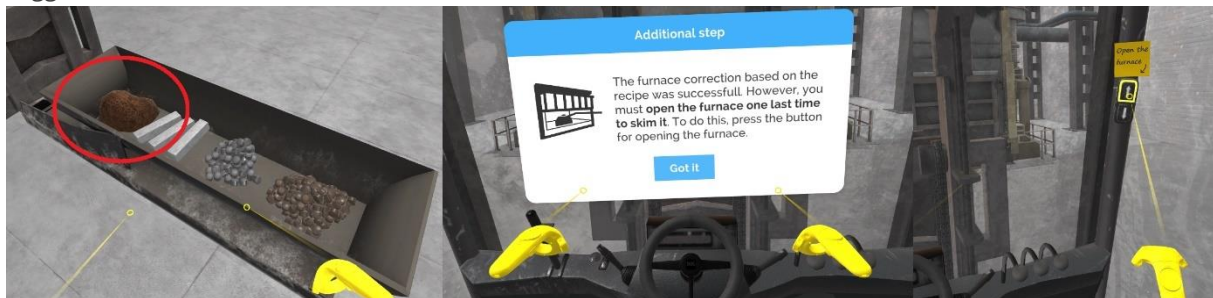 Additional step
The furnace correction based on the
recipe was successfull. However, you
must open the furnace one last time
to skim it. To do this, press the button
for opening the furnace.
Got it
Open the
furnace